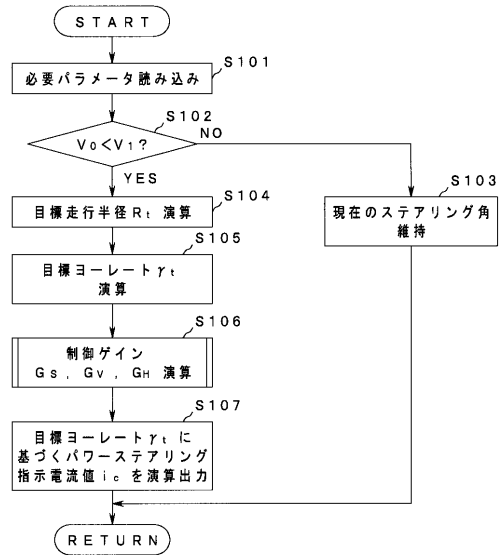 START
S101
必要パラメータ読み込み
S102
V0<V1?
NO
YES
S103
現在のステアリング角
維持
S104
目標走行半径Rt 演算
S105
目標ヨーレートγt
演算
S106
制御ゲイン
GS, GV, GH 演算
S107
目標ヨーレートγt に
基づくパワーステアリング
指示電流値ic を演算出力
RETURN